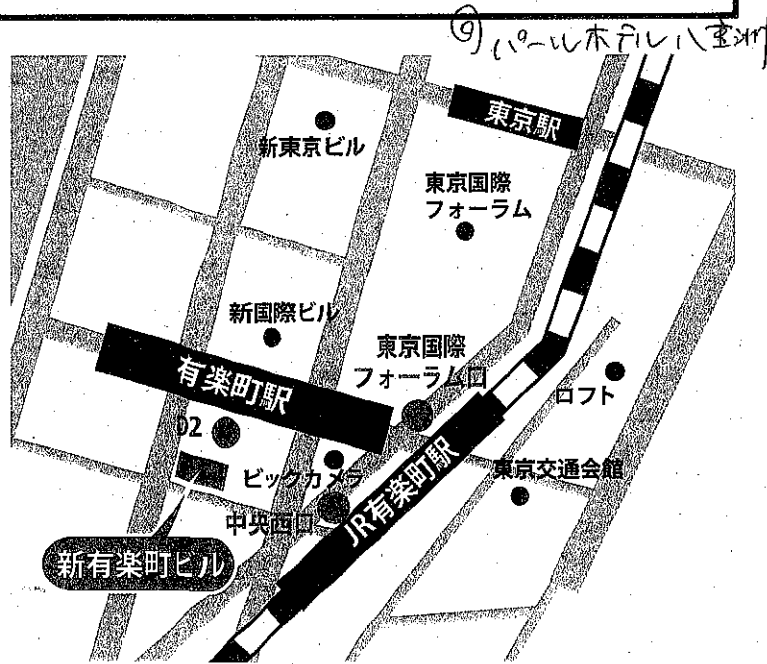 ⑨ パールホテル八重洲
東京駅
新東京ビル
東京国際
フォーラム
新国際ビル
東京国際
フォーラム口
有楽町駅
ロフト
D2
ビックカメラ
JR有楽町駅
東京交通会館
中央西口
新有楽町ビル